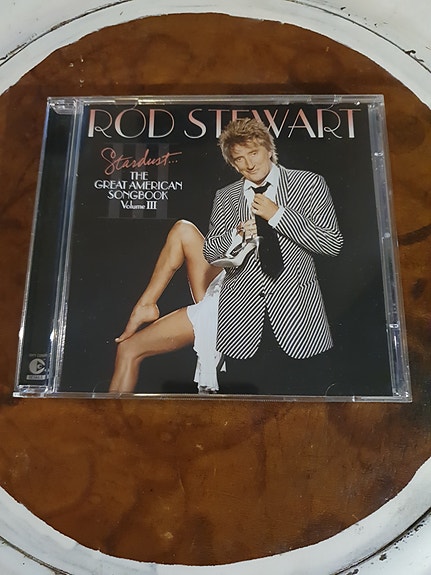 ROD STEWART
Stardust...
THE
GREAT AMERICAN
SONGBOOK
Volume III